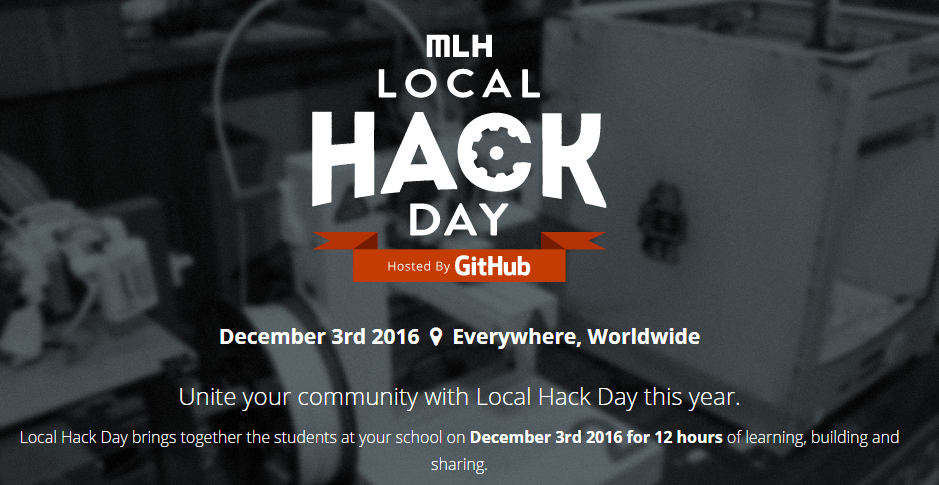 MLH
LOCAL
HACK
DAY
Hosted By GitHub
December 3rd 2016 Everywhere, Worldwide
Unite your community with Local Hack Day this year.
Local Hack Day brings together the students at your school on December 3rd 2016 for 12 hours of learning, building and
sharing.